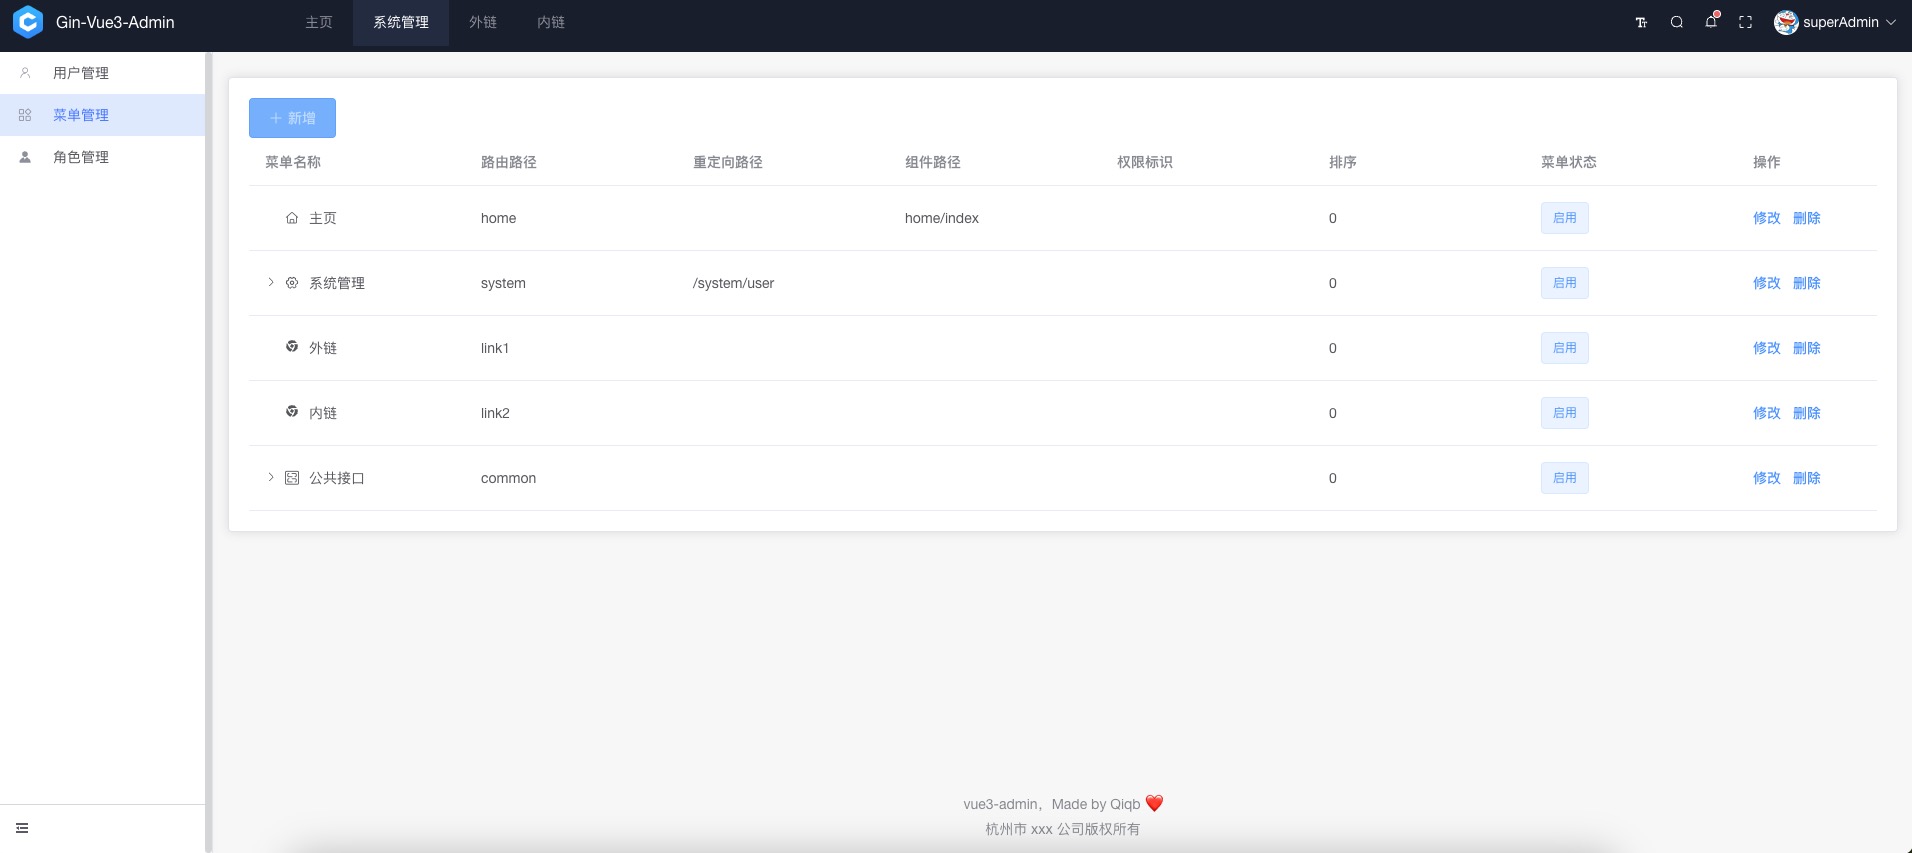 Gin-Vue3-Admin 主页 系统管理 外链 内链 superAdmin
用户管理
菜单管理
角色管理
新增
菜单名称 路由路径 重定向路径 组件路径 权限标识 排序 菜单状态 操作
主页 home home/index 0 启用 修改 删除
系统管理 system /system/user 0 启用 修改 删除
外链 link1 0 启用 修改 删除
内链 link2 0 启用 修改 删除
公共接口 common 0 启用 修改 删除
vue3-admin，Made by Qiqb ❤️
杭州市 xxx 公司版权所有